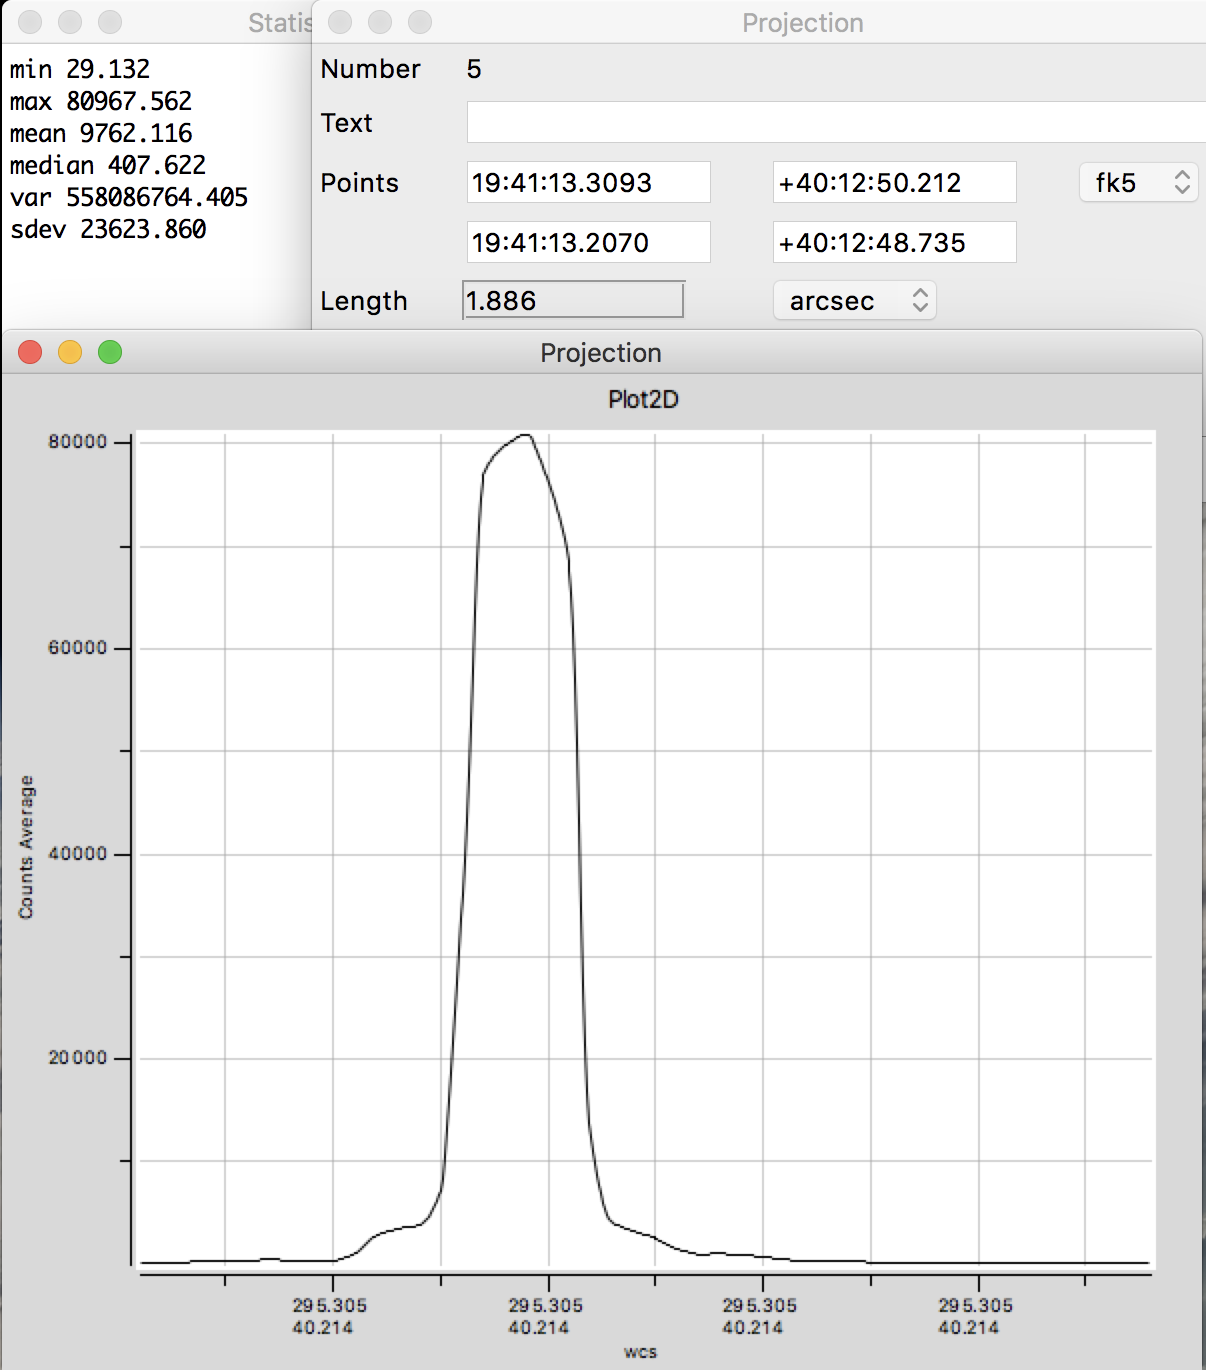 Statis
Projection
min 29.132
max 80967.562
mean 9762.116
median 407.622
var 558086764.405
sdev 23623.860
Number 5
Text
Points 19:41:13.3093 +40:12:50.212 fk5
19:41:13.2070 +40:12:48.735
Length 1.886 arcsec
Projection
Plot2D
80000
60000
40000
20000
Counts Average
295.305 295.305 295.305 295.305
40.214 40.214 40.214 40.214
wcs